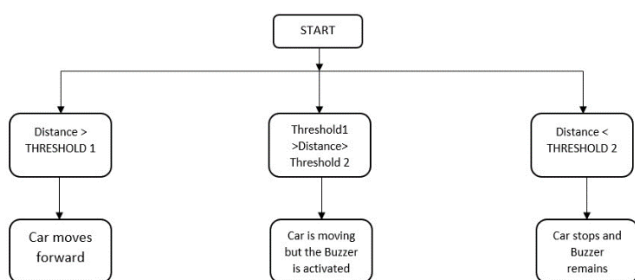 START
Distance >
THRESHOLD 1
Threshold1
>Distance>
Threshold 2
Distance <
THRESHOLD 2
Car moves
forward
Car is moving
but the Buzzer
is activated
Car stops and
Buzzer
remains